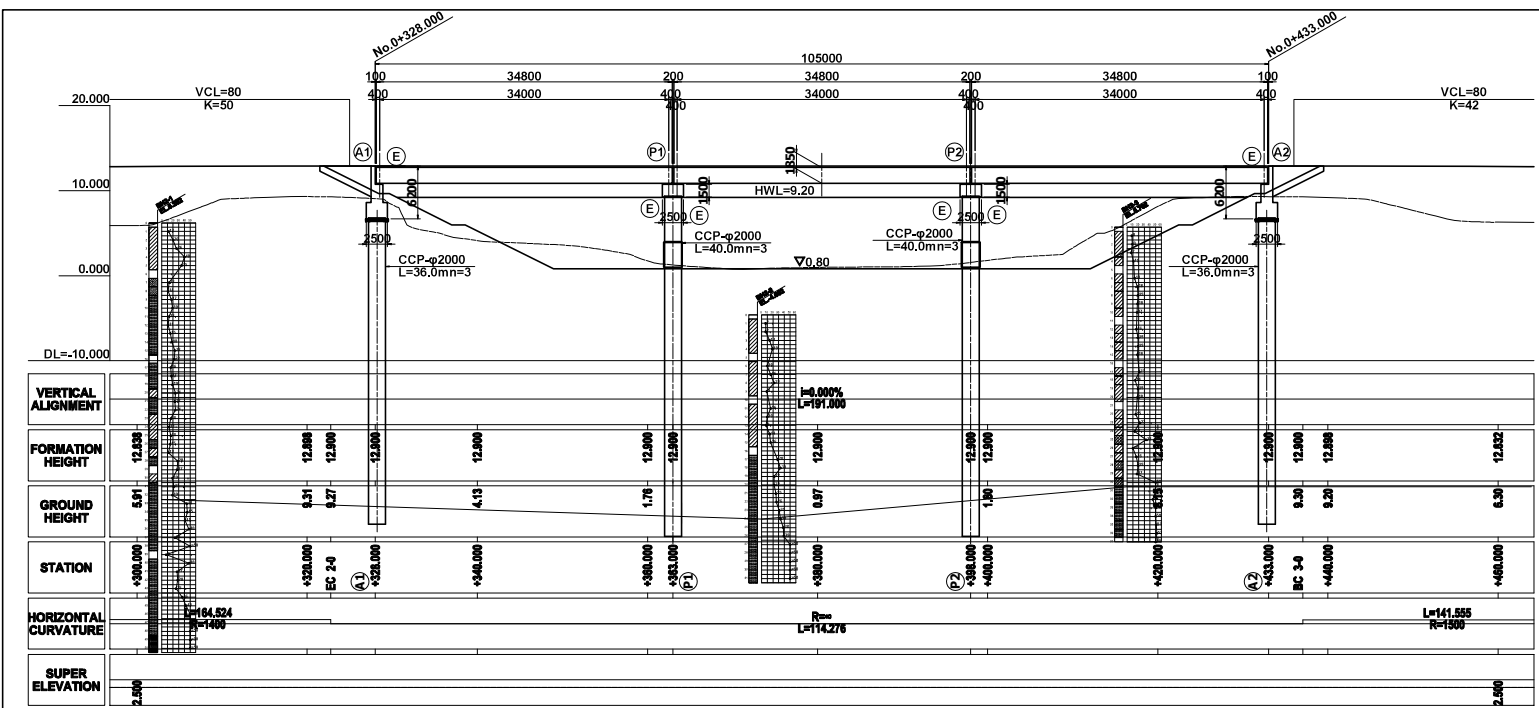 No.0+328.000
No.0+433.000
105000
100 34800 200 34800 200 34800 100
400 34000 400 34000 400 34000 400
400 400
VCL=80
K=50
VCL=80
K=42
20.000
A1 E P1 P2 E A2
1850
10.000
6200
1500
HWL=9.20
1500
6200
E E E E
2500 2500
2500 2500
CCP-φ2000
L=40.0mn=3
CCP-φ2000
L=40.0mn=3
CCP-φ2000
L=36.0mn=3
CCP-φ2000
L=36.0mn=3
0.000
0.80
DL=-10.000
VERTICAL
ALIGNMENT
i=0.000%
L=191.000
FORMATION
HEIGHT
12.838 12.898 12.900 12.900 12.900 12.900 12.900 12.900 12.900 12.900 12.900 12.900 12.898 12.832
GROUND
HEIGHT
5.91 9.31 9.27 4.13 1.76 0.97 1.80 9.30 9.20 6.30
STATION
+300.000 +320.000 EC 2-0 A1 +328.000 +340.000 +360.000 +363.000 P1 +380.000 P2 +398.000 +400.000 +420.000 A2 +433.000 BC 3-0 +440.000 +460.000
HORIZONTAL
CURVATURE
L=164.524
R=1400
R=∞
L=114.276
L=141.555
R=1500
SUPER
ELEVATION
2.500 2.500